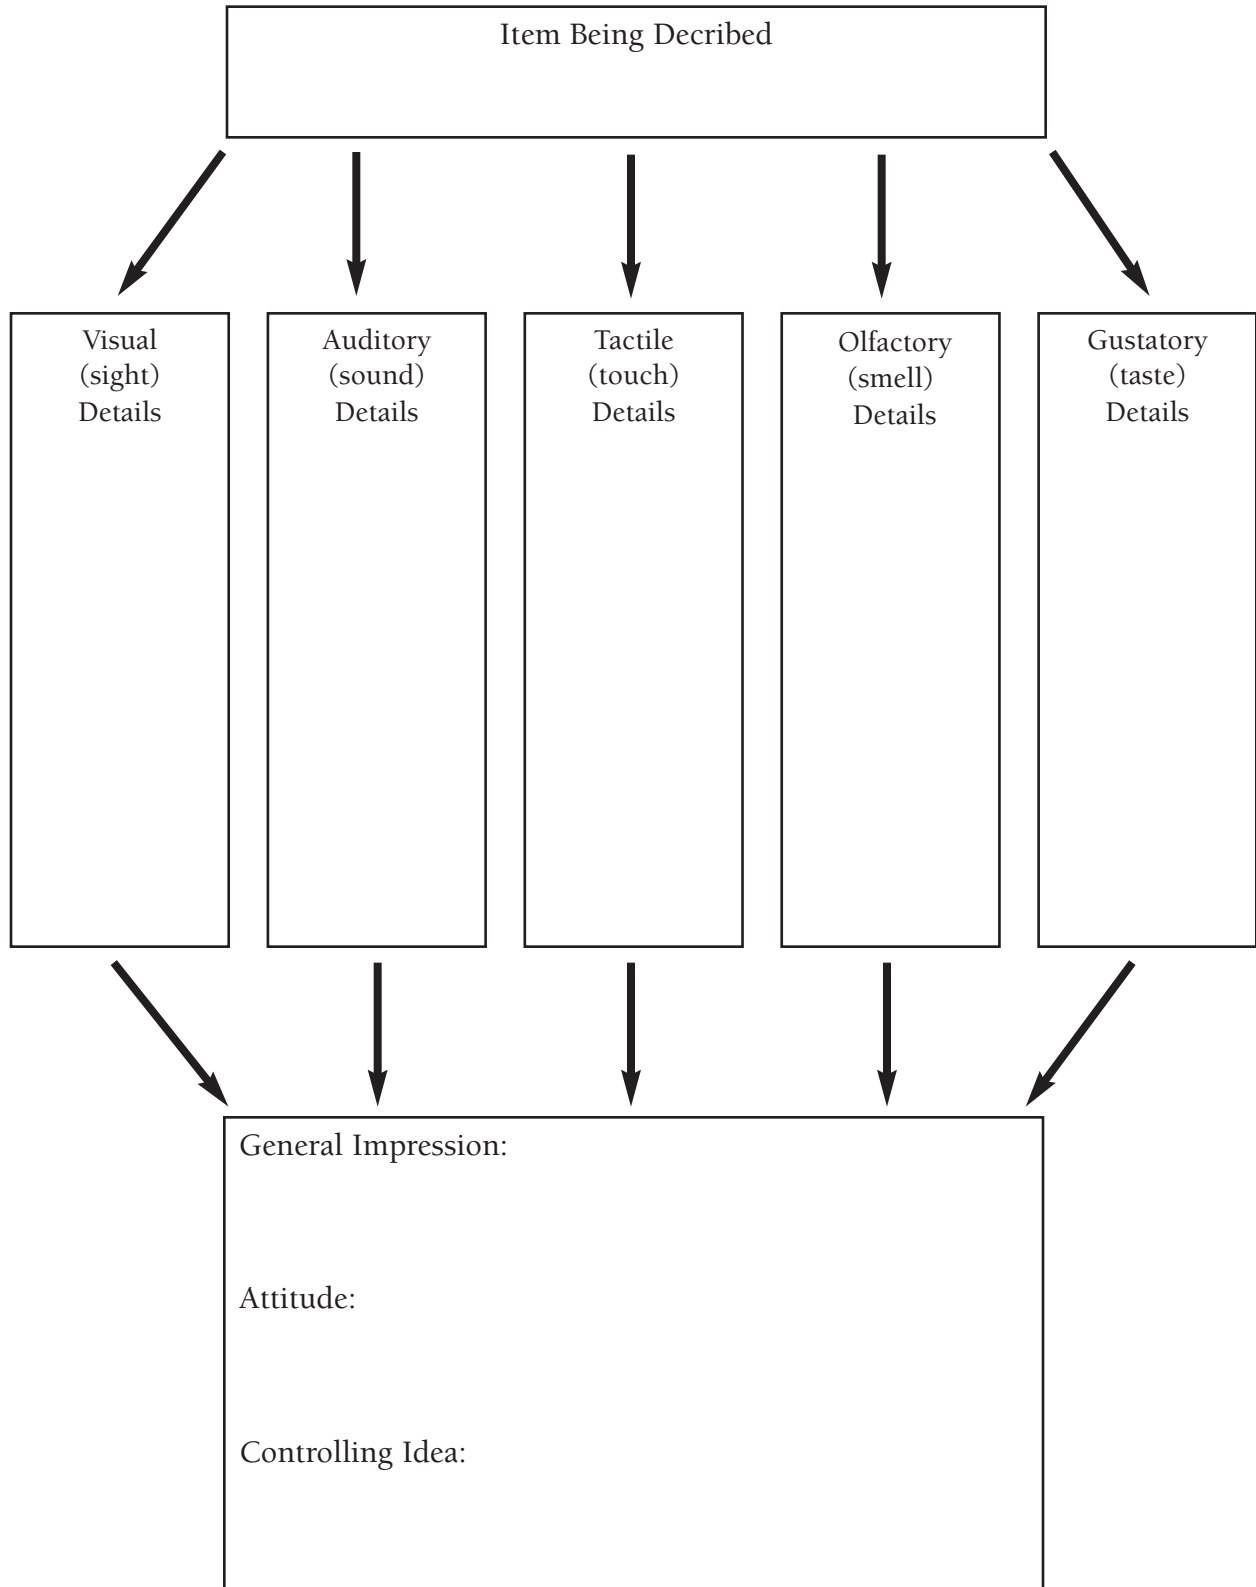 Item Being Decribed
Visual
(sight)
Details
Auditory
(sound)
Details
Tactile
(touch)
Details
Olfactory
(smell)
Details
Gustatory
(taste)
Details
General Impression:
Attitude:
Controlling Idea: